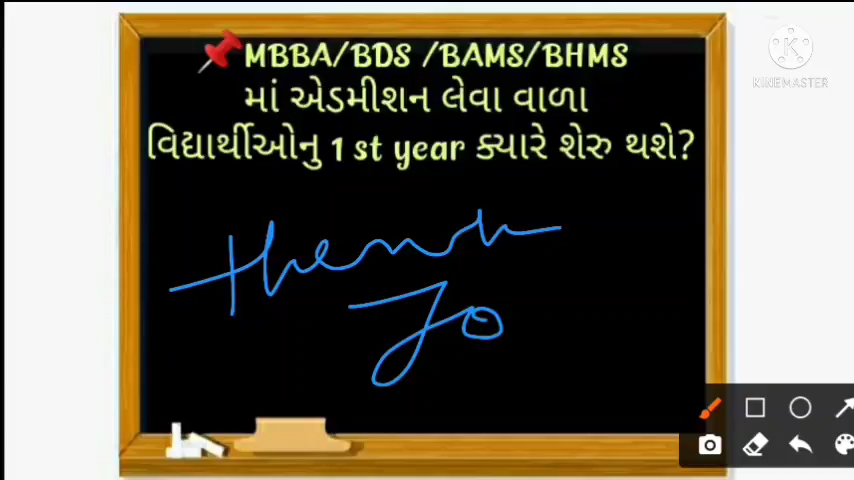 MBBA/BDS /BAMS/BHMS
માં એડમીશન લેવા વાળા
વિદ્યાર્થીઓનુ 1 st year ક્યારે શેરુ થશે?
K
KINEMASTER